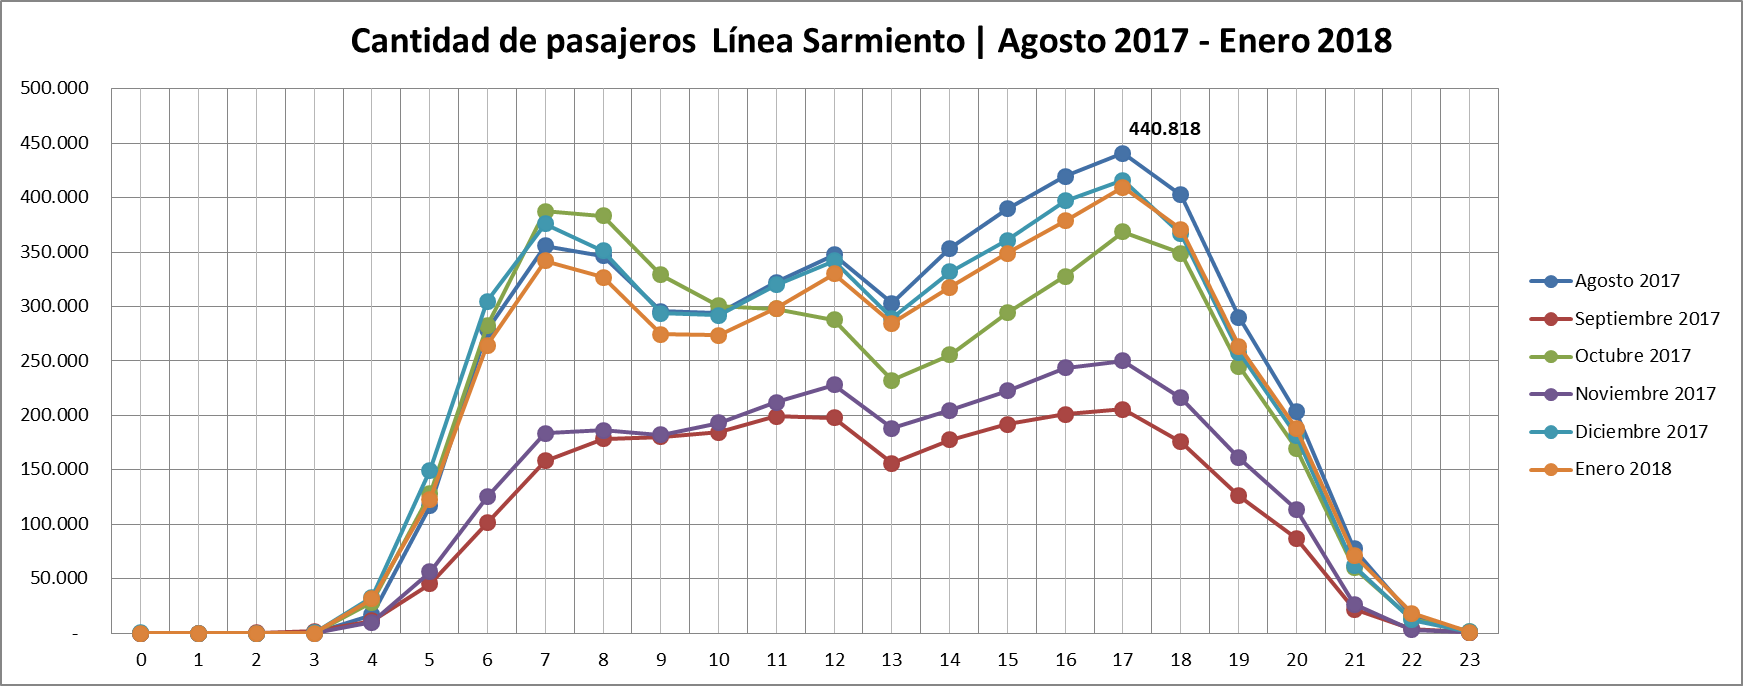 Cantidad de pasajeros  Línea Sarmiento | Agosto 2017 - Enero 2018
500.000
450.000
400.000
350.000
300.000
250.000
200.000
150.000
100.000
50.000
-
440.818
0 1 2 3 4 5 6 7 8 9 10 11 12 13 14 15 16 17 18 19 20 21 22 23
Agosto 2017
Septiembre 2017
Octubre 2017
Noviembre 2017
Diciembre 2017
Enero 2018